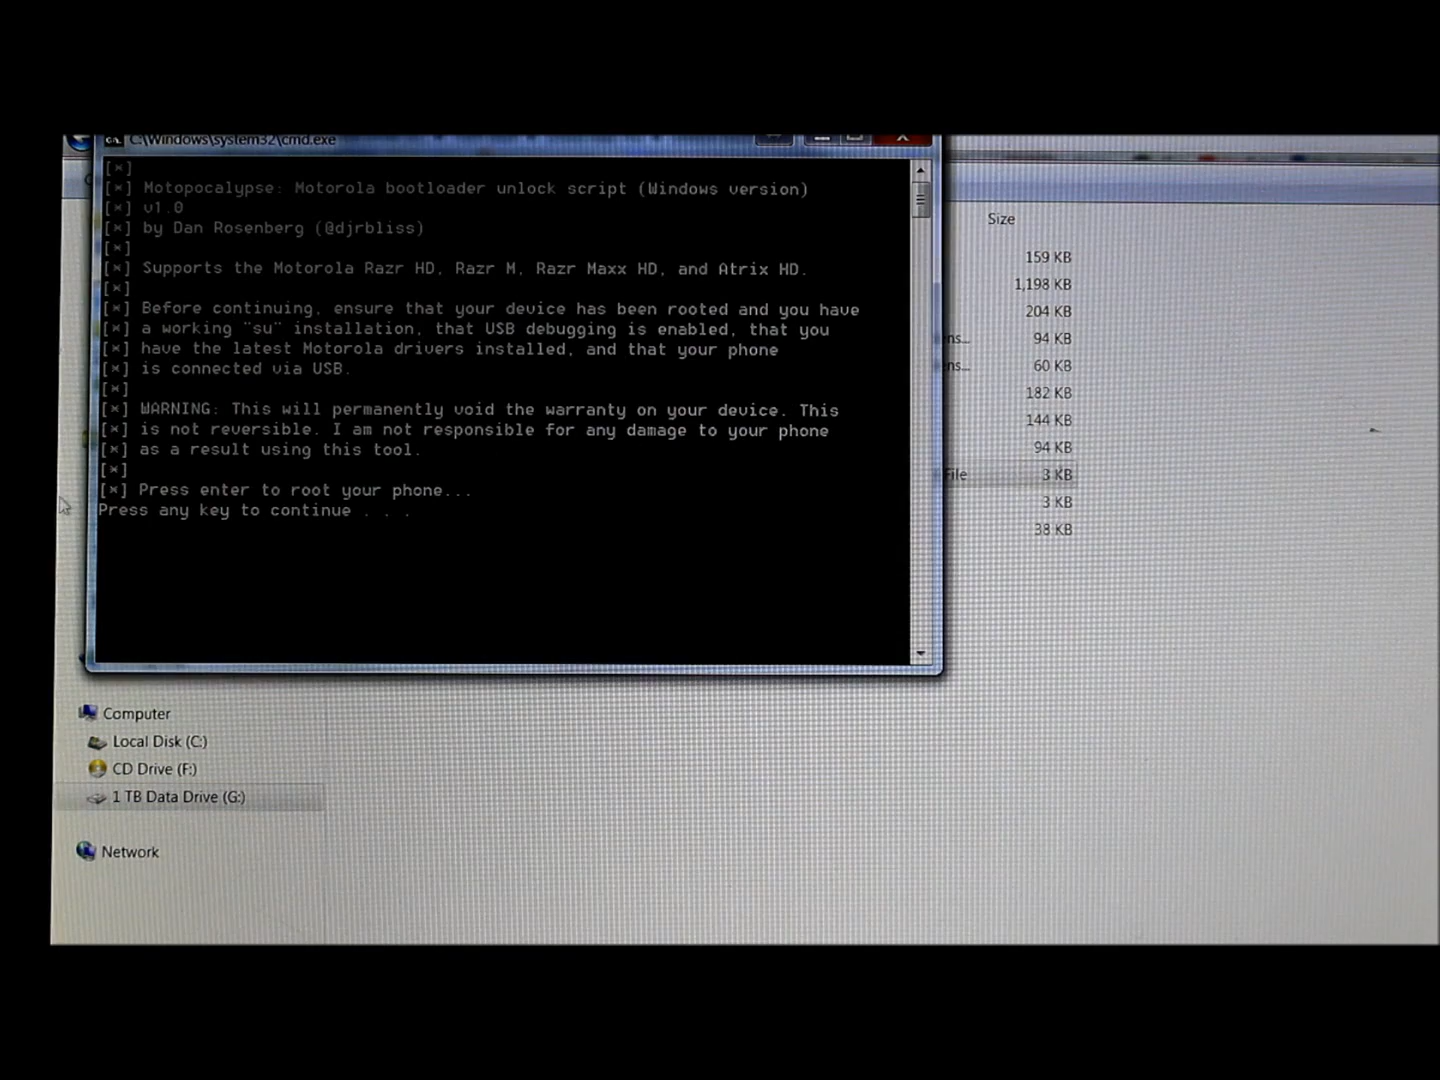 C:\Windows\system32\cmd.exe
[*]
[*] Motopocalypse: Motorola bootloader unlock script (Windows version)
[*] v1.0
[*] by Dan Rosenberg (@djrbliss)
[*]
[*] Supports the Motorola Razr HD, Razr M, Razr Maxx HD, and Atrix HD.
[*]
[*] Before continuing, ensure that your device has been rooted and you have
[*] a working "su" installation, that USB debugging is enabled, that you
[*] have the latest Motorola drivers installed, and that your phone
[*] is connected via USB.
[*]
[*] WARNING: This will permanently void the warranty on your device. This
[*] is not reversible. I am not responsible for any damage to your phone
[*] as a result using this tool.
[*]
[*] Press enter to root your phone...
Press any key to continue . . .
Size
159 KB
1,198 KB
204 KB
ns... 94 KB
ns... 60 KB
182 KB
144 KB
94 KB
File 3 KB
3 KB
38 KB
Computer
Local Disk (C:)
CD Drive (F:)
1 TB Data Drive (G:)
Network